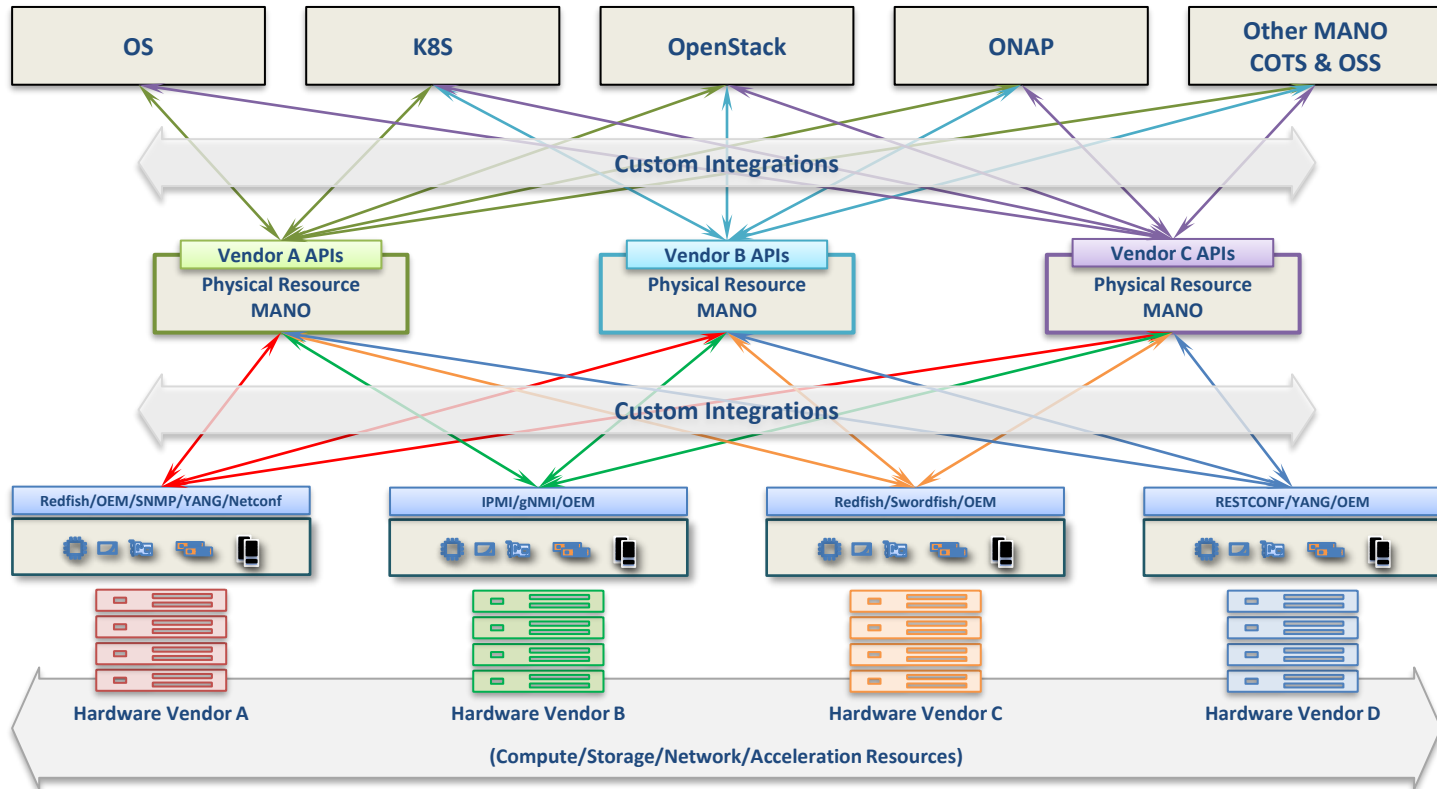 OS
K8S
OpenStack
ONAP
Other MANO
COTS & OSS
Custom Integrations
Vendor A APIs
Physical Resource
MANO
Vendor B APIs
Physical Resource
MANO
Vendor C APIs
Physical Resource
MANO
Custom Integrations
Redfish/OEM/SNMP/YANG/Netconf
IPMI/gNMI/OEM
Redfish/Swordfish/OEM
RESTCONF/YANG/OEM
Hardware Vendor A
Hardware Vendor B
Hardware Vendor C
Hardware Vendor D
(Compute/Storage/Network/Acceleration Resources)